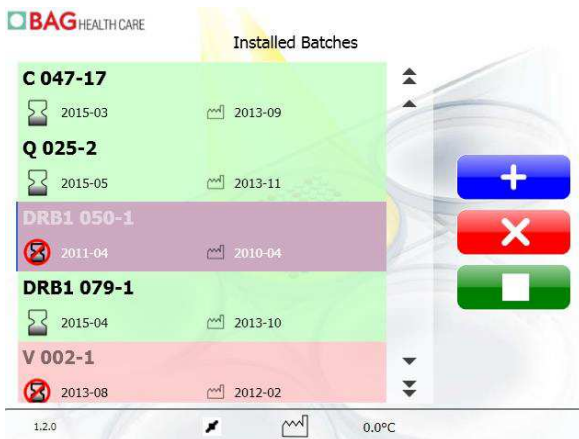 BAG HEALTH CARE
Installed Batches
C 047-17
2015-03 2013-09
Q 025-2
2015-05 2013-11
DRB1 050-1
2011-04 2010-04
DRB1 079-1
2015-04 2013-10
V 002-1
2013-08 2012-02
1.2.0 0.0°C